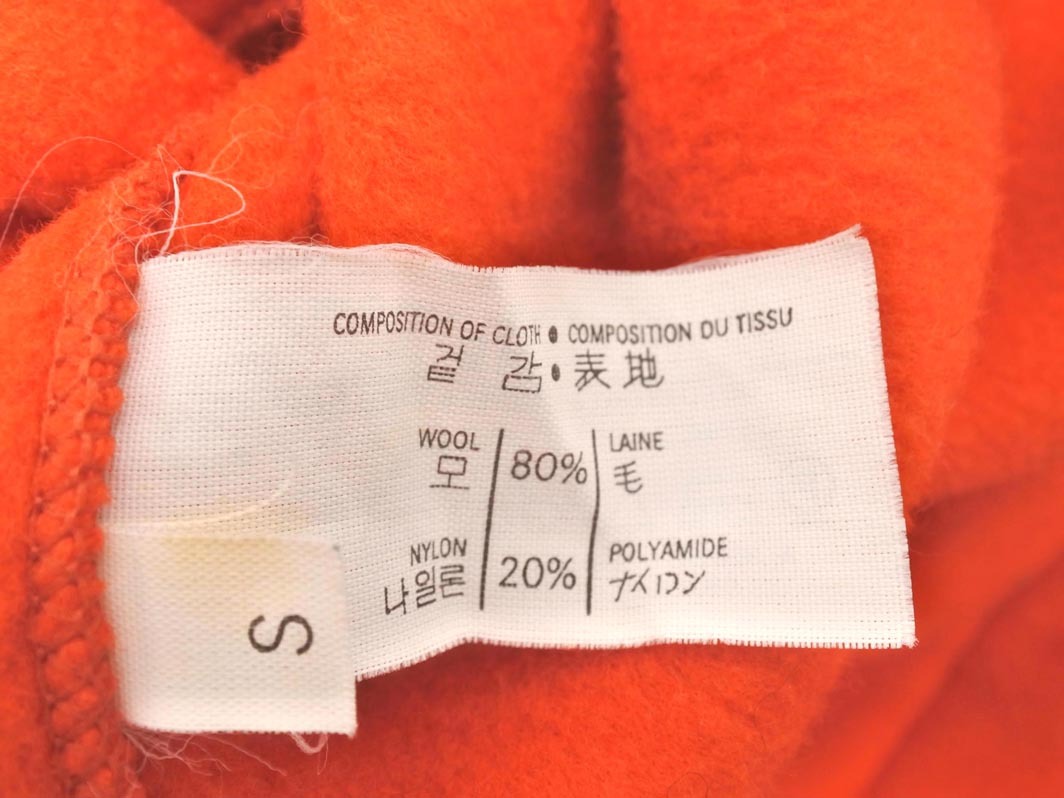 COMPOSITION OF CLOTH • COMPOSITION DU TISSU
겉 감 • 表地
WOOL 80% LAINE
모 毛
NYLON 20% POLYAMIDE
나일론 ナイロン
S